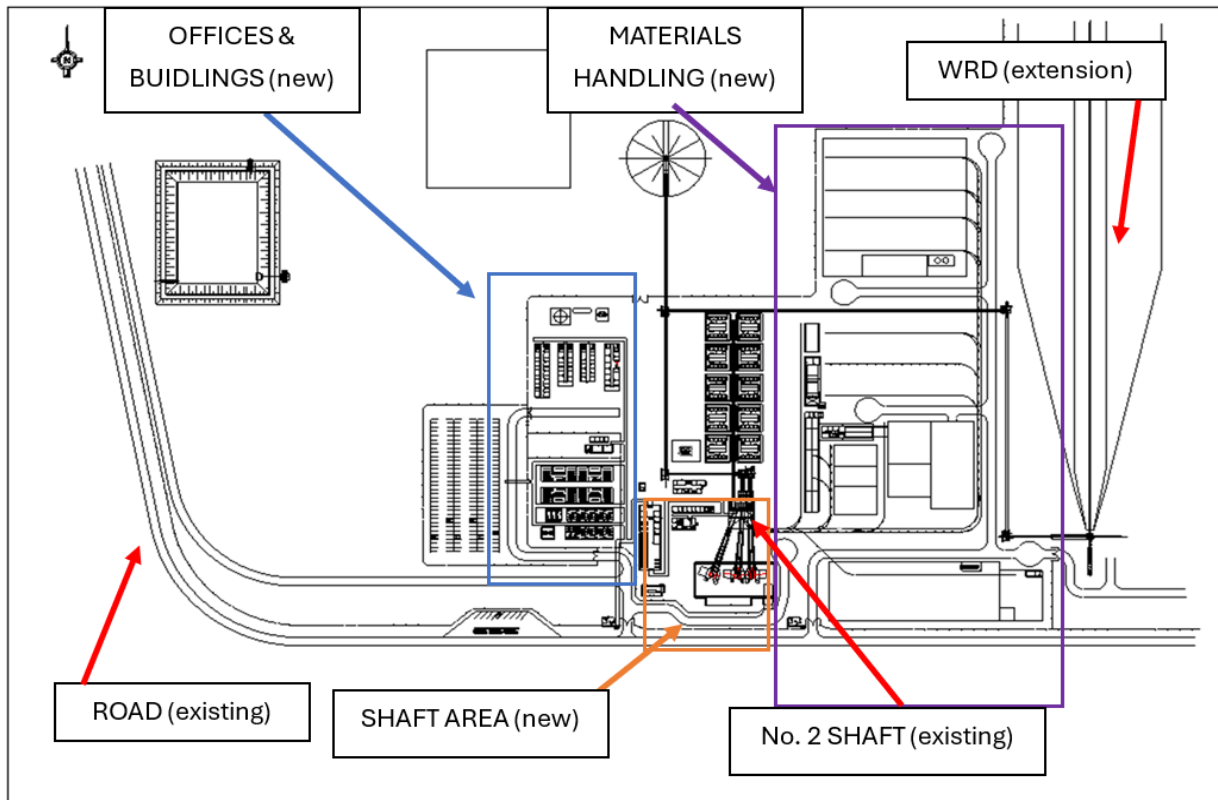 OFFICES &
BUIDLINGS (new)
MATERIALS
HANDLING (new)
WRD (extension)
N
ROAD (existing)
SHAFT AREA (new)
No. 2 SHAFT (existing)